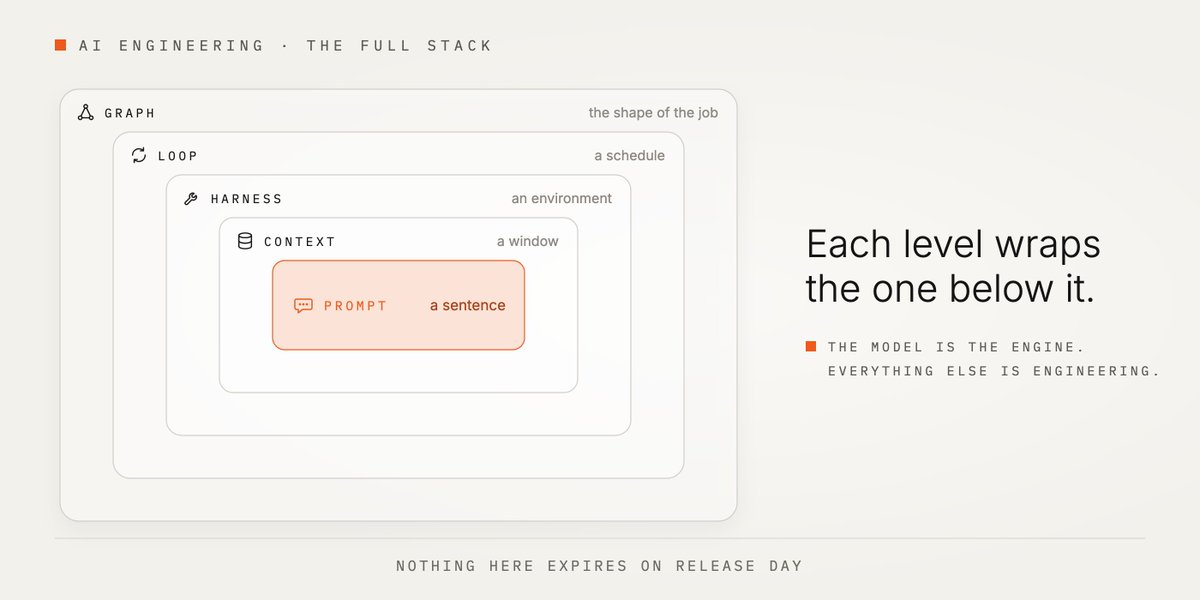 AI ENGINEERING · THE FULL STACK
GRAPH the shape of the job
LOOP a schedule
HARNESS an environment
CONTEXT a window
PROMPT a sentence
Each level wraps
the one below it.
THE MODEL IS THE ENGINE.
EVERYTHING ELSE IS ENGINEERING.
NOTHING HERE EXPIRES ON RELEASE DAY